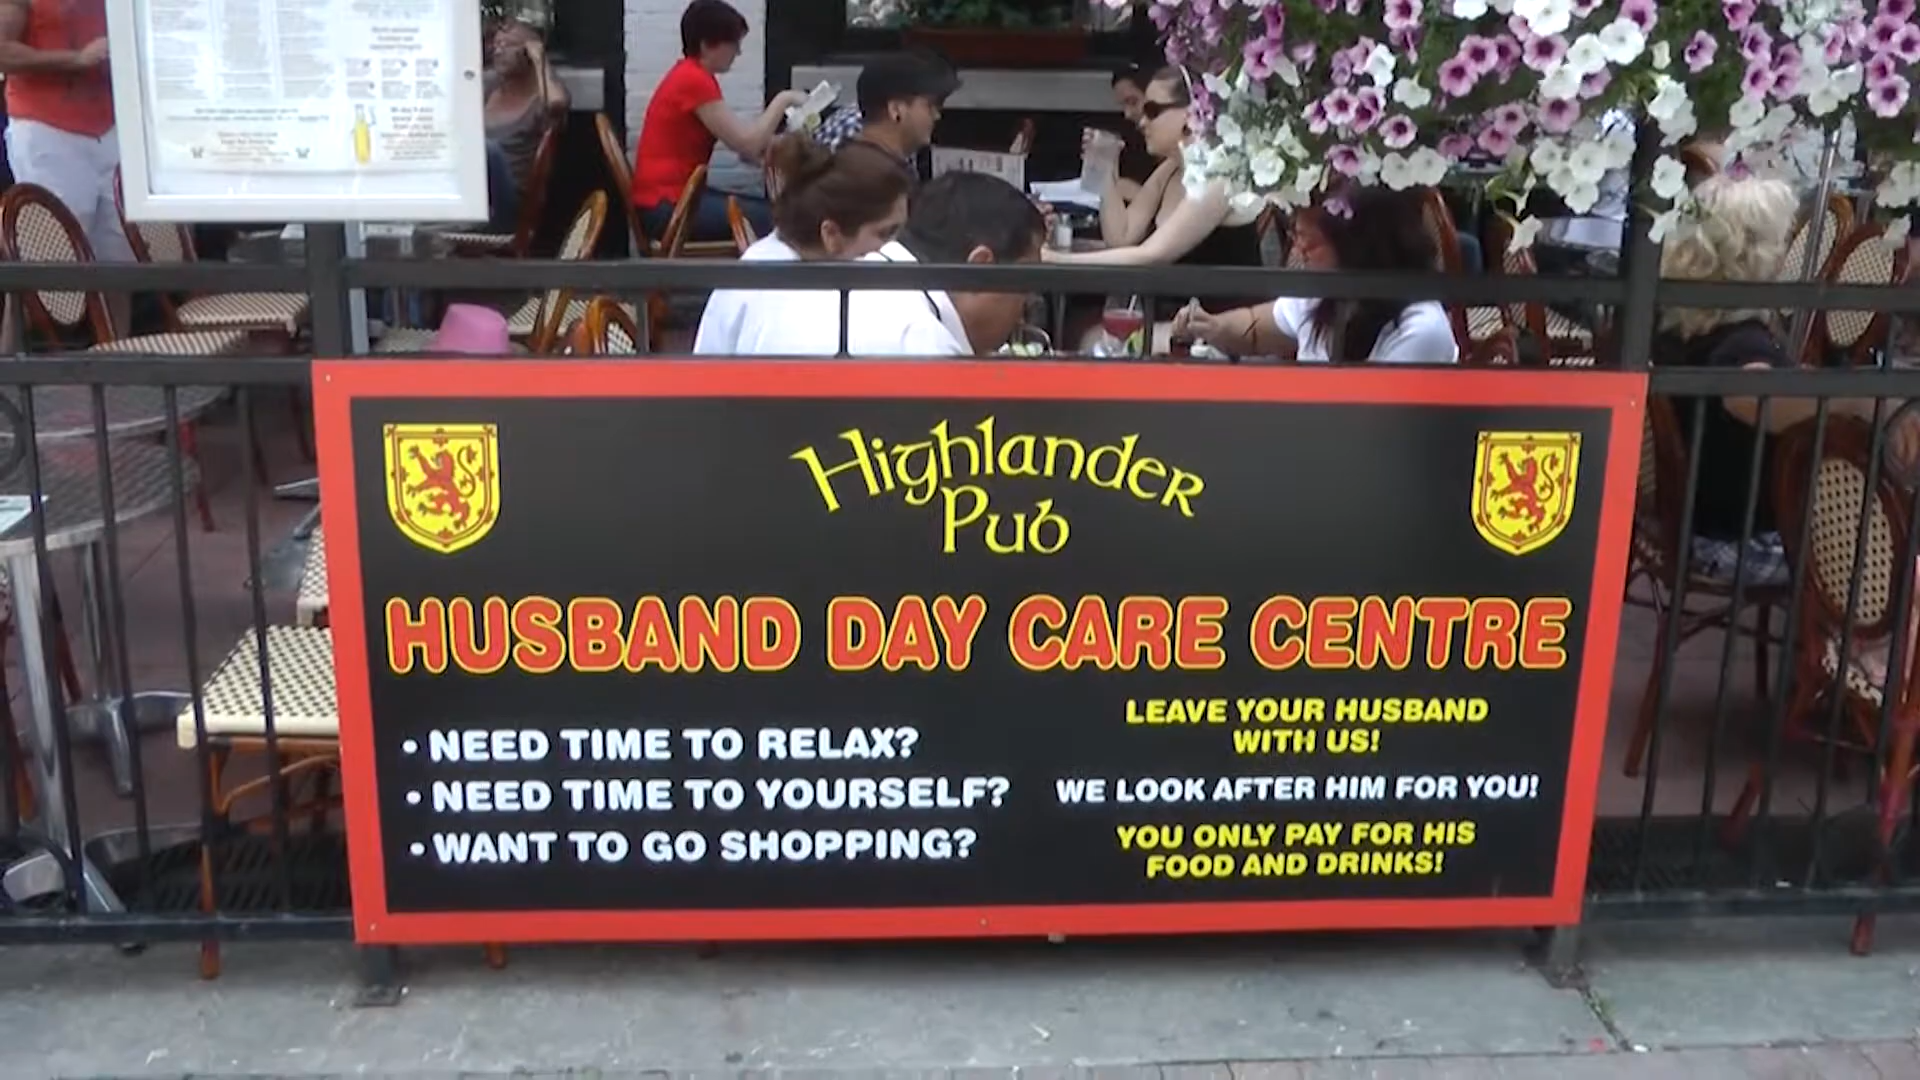 Highlander
Pub
HUSBAND DAY CARE CENTRE
• NEED TIME TO RELAX?
• NEED TIME TO YOURSELF?
• WANT TO GO SHOPPING?
LEAVE YOUR HUSBAND
WITH US!
WE LOOK AFTER HIM FOR YOU!
YOU ONLY PAY FOR HIS
FOOD AND DRINKS!